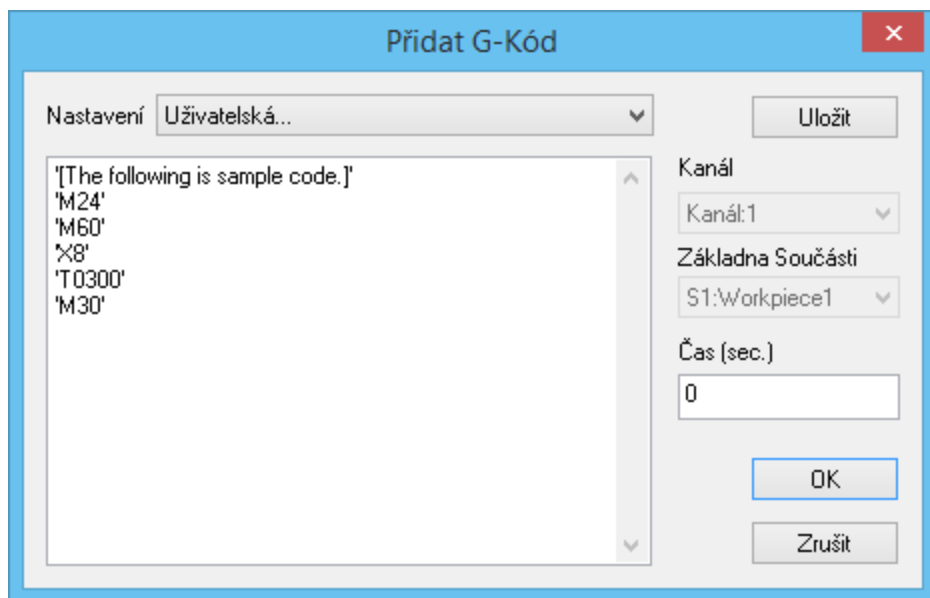 Přidat G-Kód
Nastavení Uživatelská... Uložit
'[The following is sample code.]'
'M24'
'M60'
'X8'
'T0300'
'M30'
Kanál
Kanál:1
Základna Součásti
S1:Workpiece1
Čas (sec.)
0
OK
Zrušit